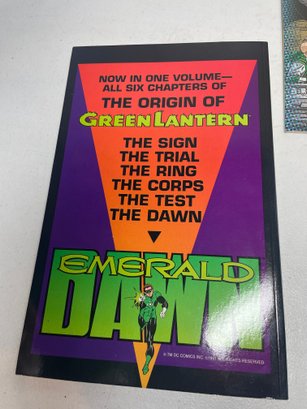 NOW IN ONE VOLUME—
ALL SIX CHAPTERS OF
THE ORIGIN OF
GREEN LANTERN
THE SIGN
THE TRIAL
THE RING
THE CORPS
THE TEST
THE DAWN
EMERALD
DAWN